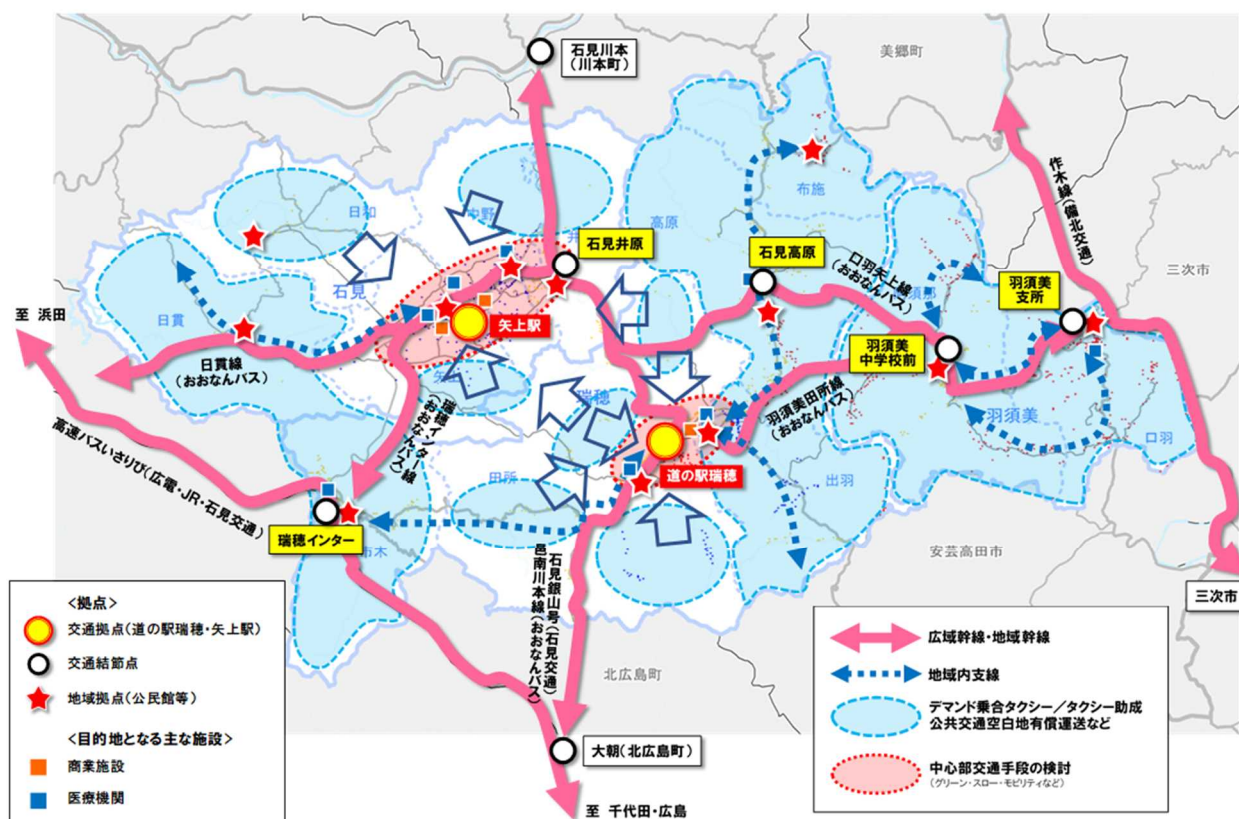 石見川本
（川本町）
美郷町
布施
日和
中野
高原
石見
石見井原
石見高原
口羽矢上線
（おおなんバス）
作木線（備北交通）
三次市
羽須美
支所
至 浜田
日貫
矢上駅
日貫線
（おおなんバス）
羽須美
中学校前
瑞穂
瑞穂インター線
（おおなんバス）
羽須美田所線
（おおなんバス）
羽須美
口羽
道の駅瑞穂
高速バスいさりび（広電・JR・石見交通）
田所
出羽
瑞穂インター
市木
安芸高田市
三次市
石見銀山号（石見交通）
邑南川本線（おおなんバス）
北広島町
大朝（北広島町）
至 千代田・広島
＜拠点＞
交通拠点（道の駅瑞穂・矢上駅）
交通結節点
地域拠点（公民館等）
＜目的地となる主な施設＞
商業施設
医療機関
広域幹線・地域幹線
地域内支線
デマンド乗合タクシー／タクシー助成
公共交通空白地有償運送など
中心部交通手段の検討
（グリーン・スロー・モビリティなど）